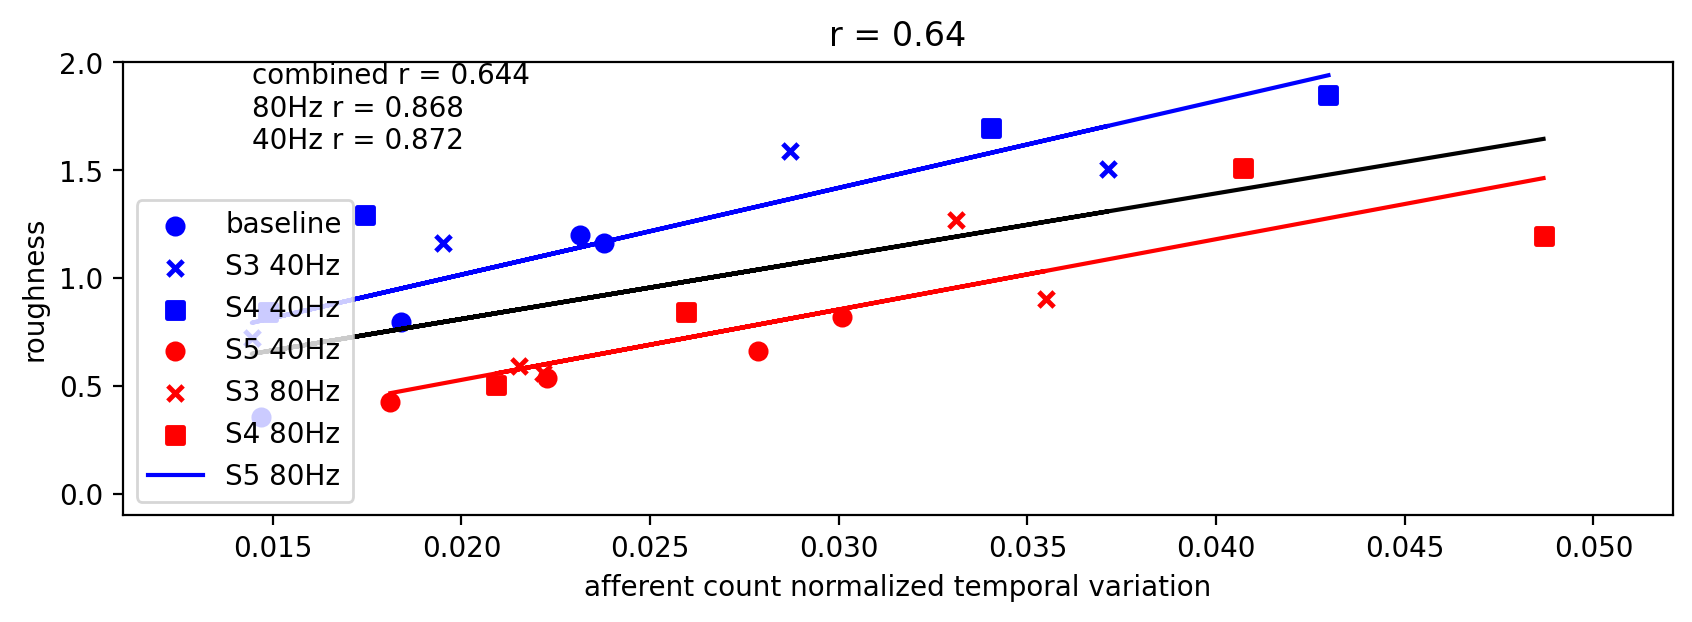 r = 0.64
combined r = 0.644
80Hz r = 0.868
40Hz r = 0.872
2.0
1.5
1.0
0.5
0.0
roughness
baseline
S3 40Hz
S4 40Hz
S5 40Hz
S3 80Hz
S4 80Hz
S5 80Hz
0.015 0.020 0.025 0.030 0.035 0.040 0.045 0.050
afferent count normalized temporal variation